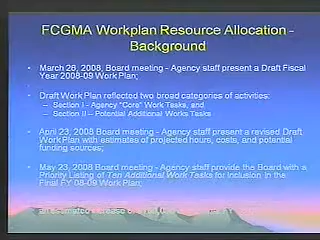 FCGMA Workplan Resource Allocation -
Background
• March 26, 2008, Board meeting - Agency staff present a Draft Fiscal
Year 2008-09 Work Plan;
• Draft Work Plan reflected two broad categories of activities:
– Section I - Agency "Core" Work Tasks, and
– Section II – Potential Additional Works Tasks
• April 23, 2008 Board meeting - Agency staff present a revised Draft
Work Plan with estimates of projected hours, costs, and potential
funding sources;
• May 23, 2008 Board meeting - Agency staff provide the Board with a
Priority Listing of Ten Additional Work Tasks for Inclusion in the
Final FY 08-09 Work Plan;